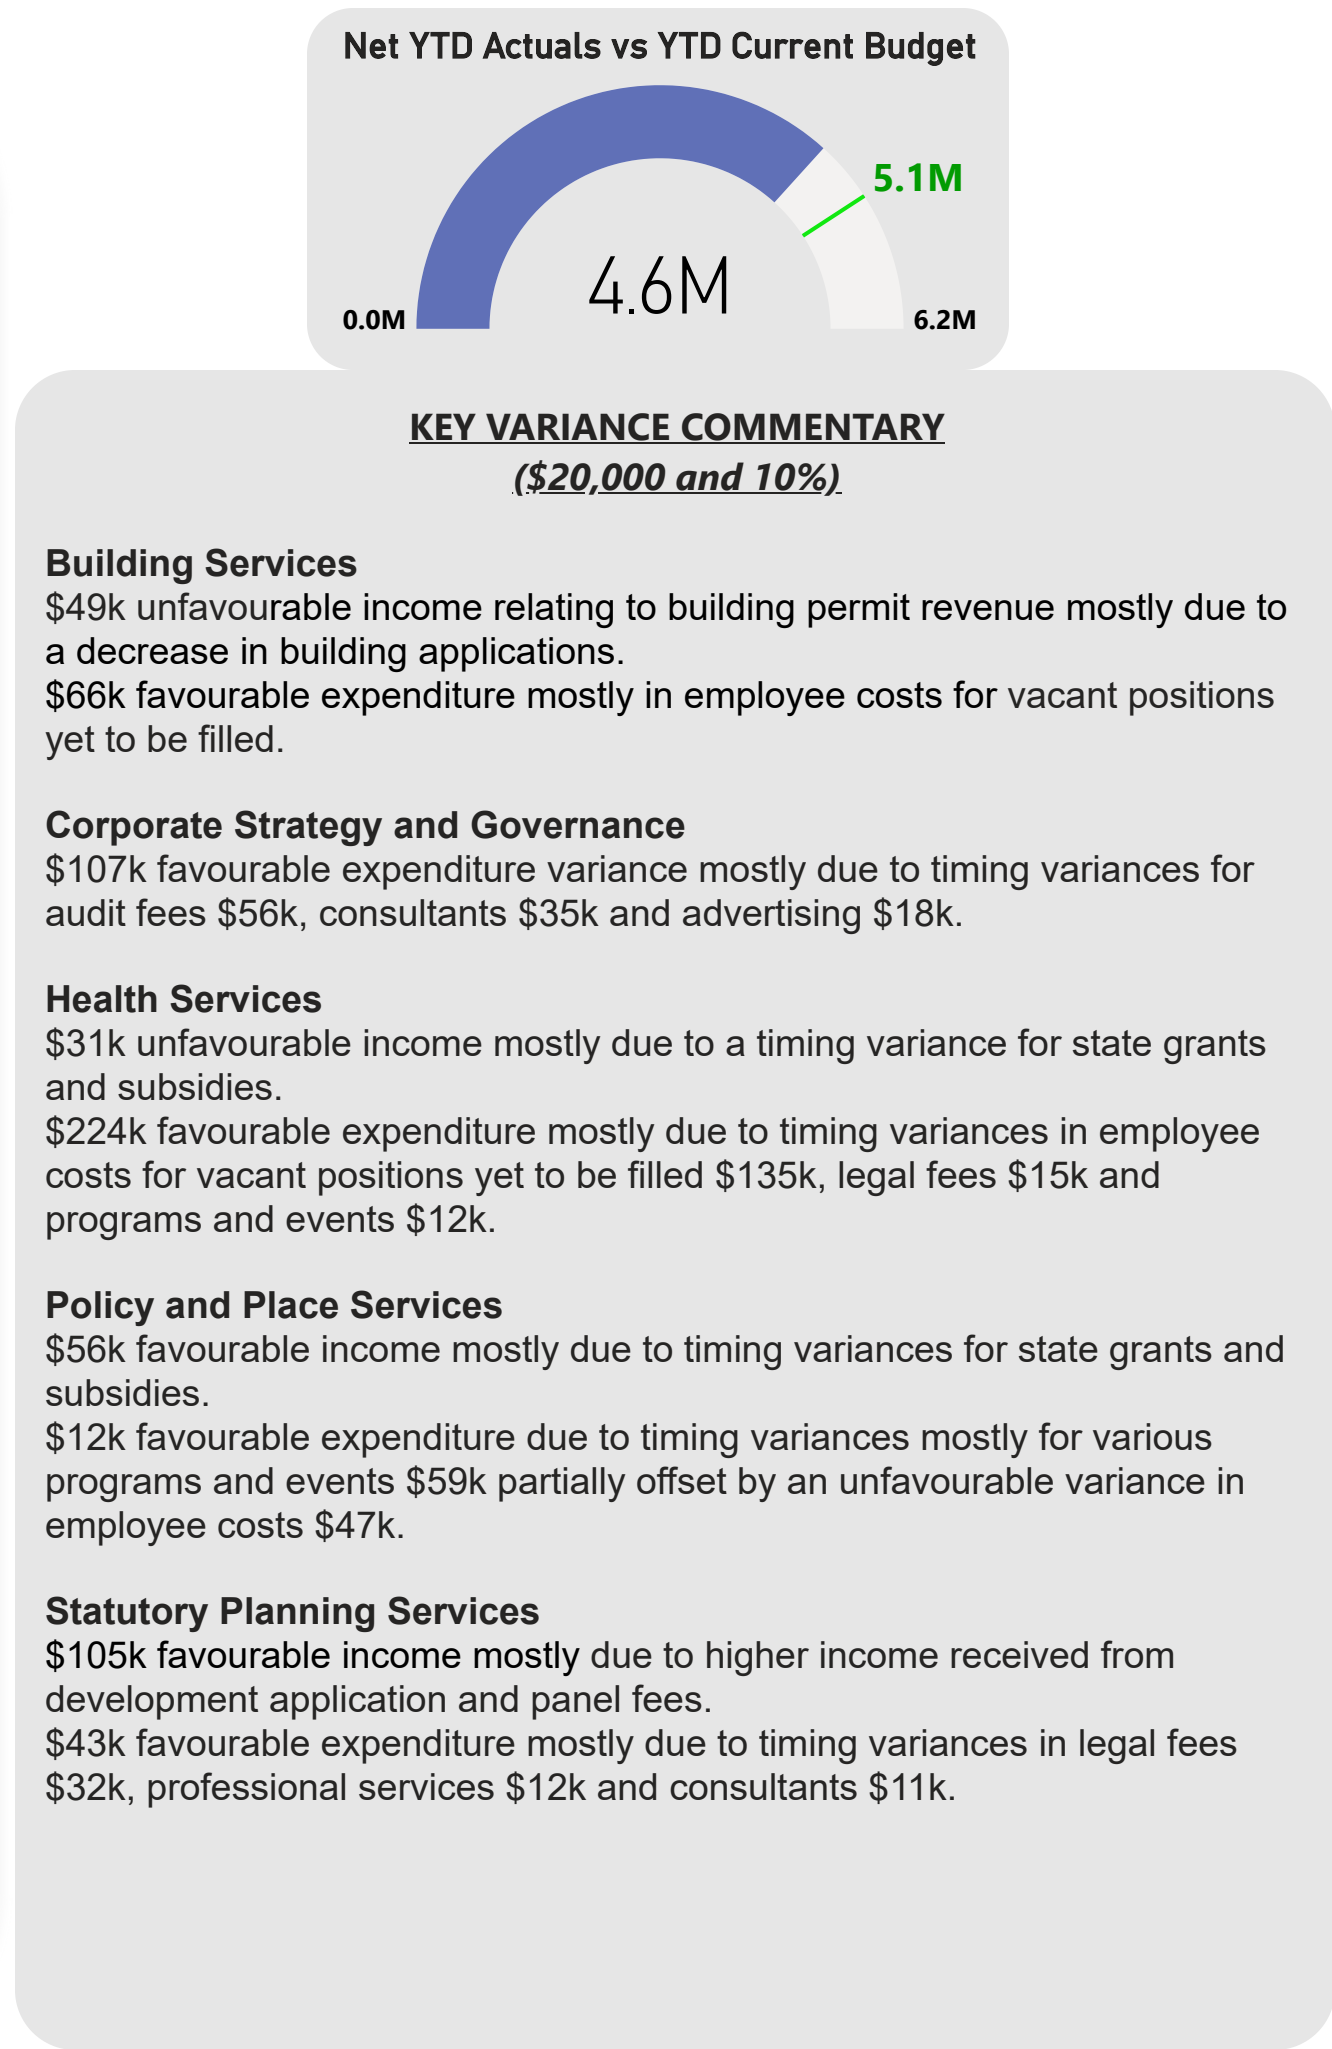 Net YTD Actuals vs YTD Current Budget
5.1M
4.6M
0.0M
6.2M
KEY VARIANCE COMMENTARY
($20,000 and 10%)
Building Services
$49k unfavourable income relating to building permit revenue mostly due to
a decrease in building applications.
$66k favourable expenditure mostly in employee costs for vacant positions
yet to be filled.
Corporate Strategy and Governance
$107k favourable expenditure variance mostly due to timing variances for
audit fees $56k, consultants $35k and advertising $18k.
Health Services
$31k unfavourable income mostly due to a timing variance for state grants
and subsidies.
$224k favourable expenditure mostly due to timing variances in employee
costs for vacant positions yet to be filled $135k, legal fees $15k and
programs and events $12k.
Policy and Place Services
$56k favourable income mostly due to timing variances for state grants and
subsidies.
$12k favourable expenditure due to timing variances mostly for various
programs and events $59k partially offset by an unfavourable variance in
employee costs $47k.
Statutory Planning Services
$105k favourable income mostly due to higher income received from
development application and panel fees.
$43k favourable expenditure mostly due to timing variances in legal fees
$32k, professional services $12k and consultants $11k.